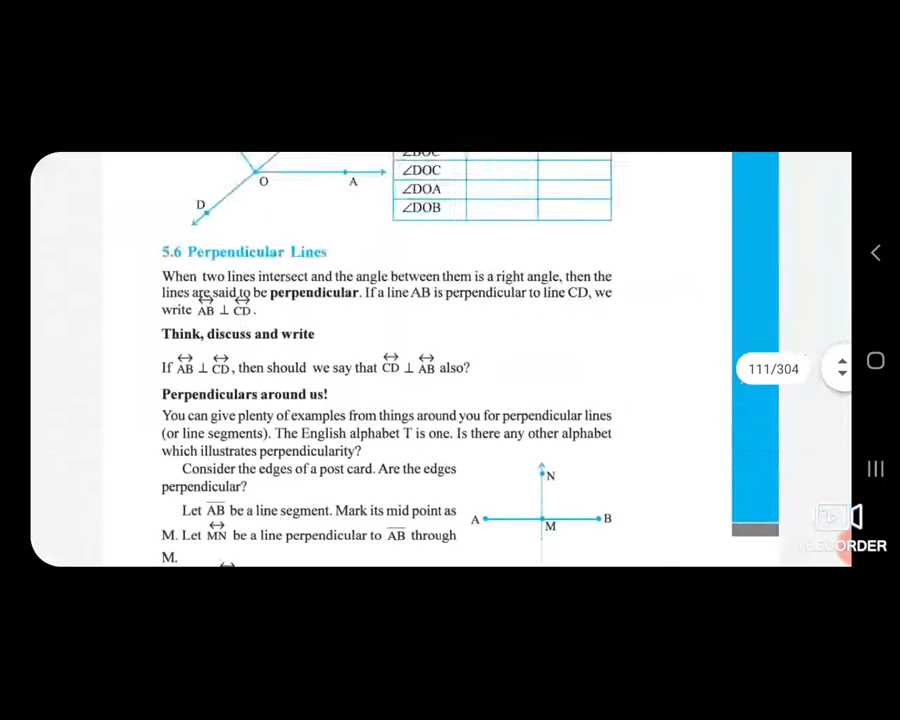 ∠BOC
O
A
∠DOC
∠DOA
D
∠DOB
5.6 Perpendicular Lines
When two lines intersect and the angle between them is a right angle, then the
lines are said to be perpendicular. If a line AB is perpendicular to line CD, we
write AB ⊥ CD.
Think, discuss and write
If AB ⊥ CD, then should we say that CD ⊥ AB also?
111/304
Perpendiculars around us!
You can give plenty of examples from things around you for perpendicular lines
(or line segments). The English alphabet T is one. Is there any other alphabet
which illustrates perpendicularity?
Consider the edges of a post card. Are the edges
perpendicular?
Let AB be a line segment. Mark its mid point as
M. Let MN be a line perpendicular to AB through
M.
N
A
B
M
RECORDER